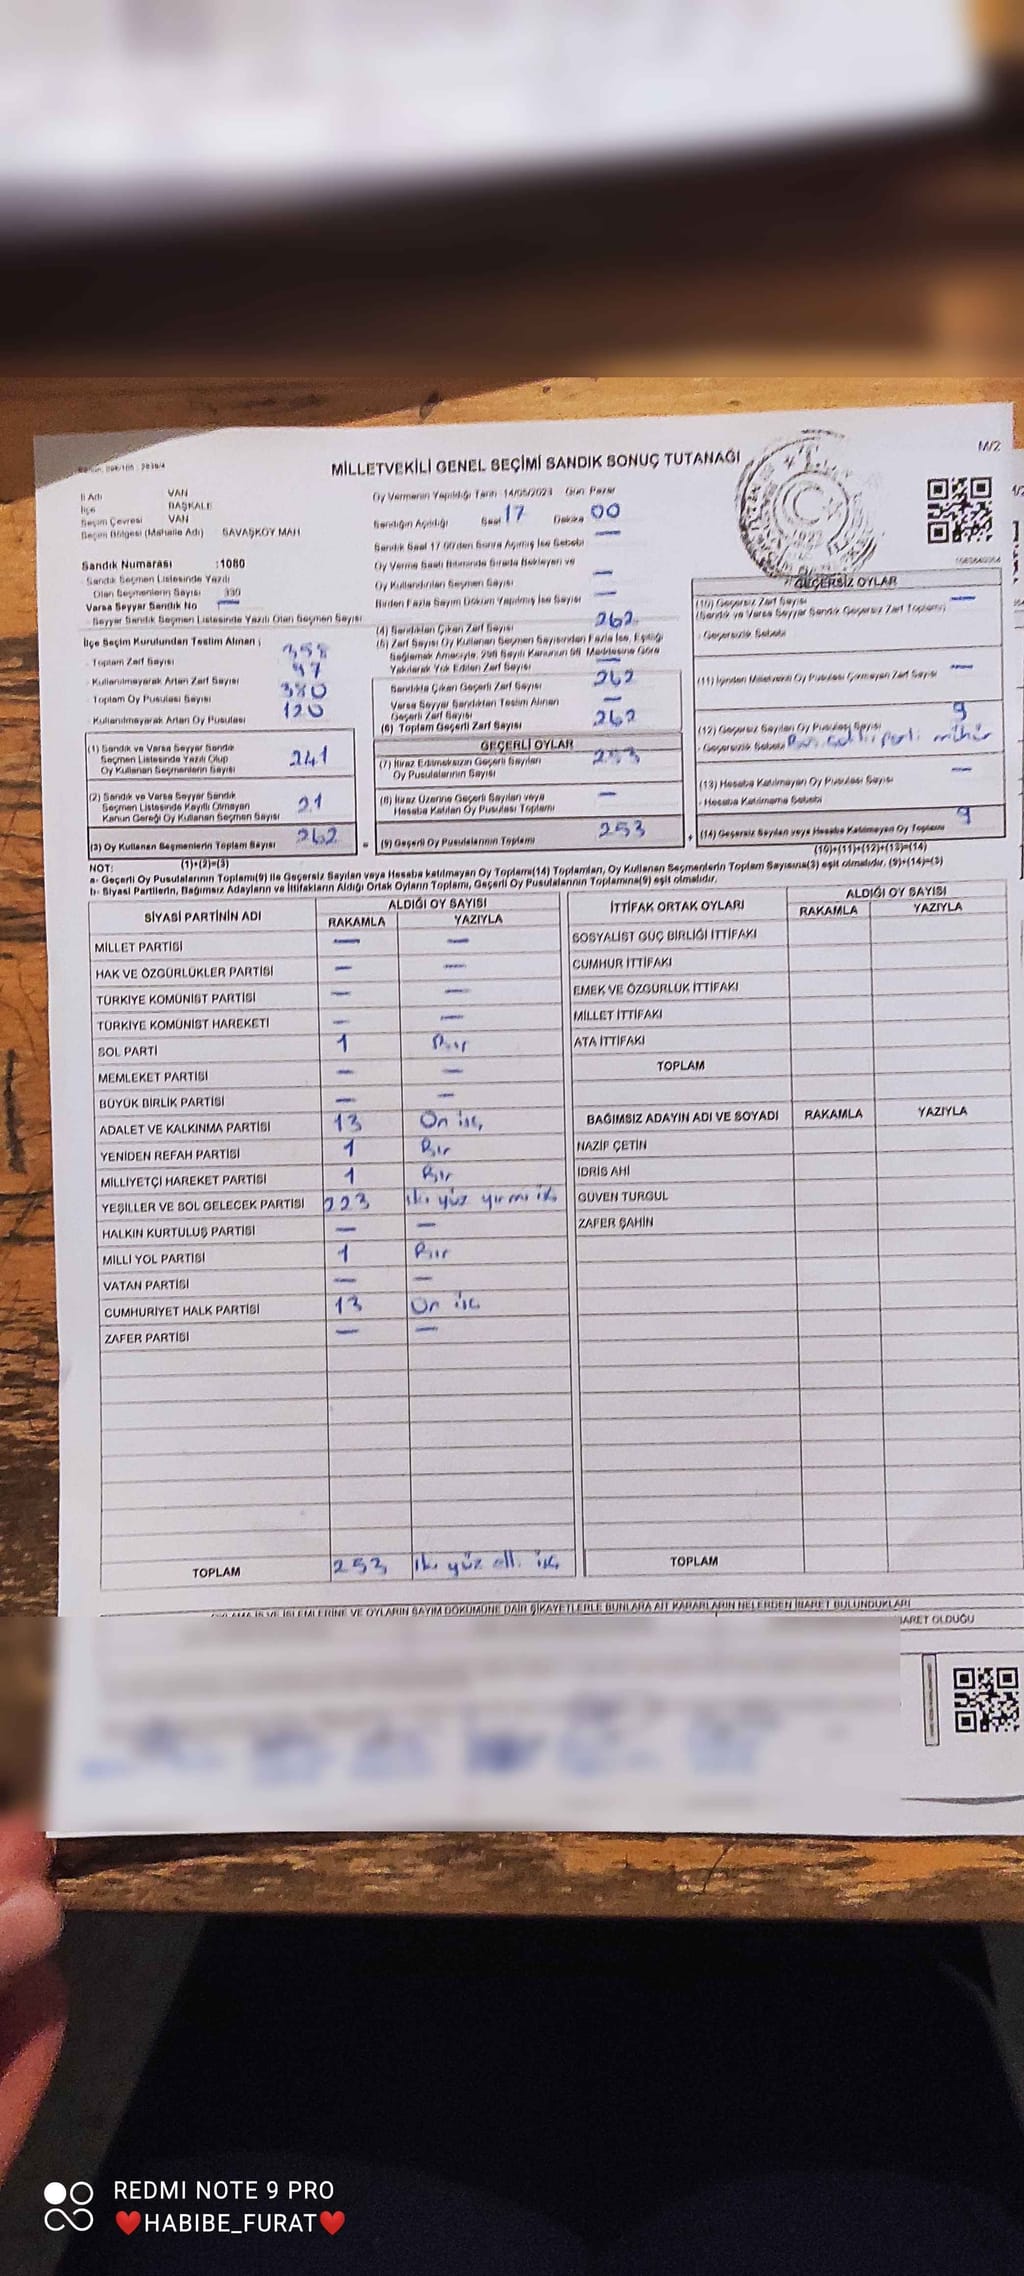 M/2
MİLLETVEKİLİ GENEL SEÇİMİ SANDIK SONUÇ TUTANAĞI
İl Adı VAN
İlçe BAŞKALE
Seçim Çevresi VAN
Seçim Bölgesi (Mahalle Adı) SAVAŞKÖY MAH
Sandık Numarası :1080
Sandık Seçmen Listesinde Yazılı
Olan Seçmenlerin Sayısı 330
Varsa Seyyar Sandık No —
Seyyar Sandık Seçmen Listesinde Yazılı Olan Seçmen Sayısı
İlçe Seçim Kurulundan Teslim Alınan ;
Toplam Zarf Sayısı
Kullanılmayarak Artan Zarf Sayısı
Toplam Oy Pusulası Sayısı 380
Kullanılmayarak Artan Oy Pusulası 120
(1) Sandık ve Varsa Seyyar Sandık
Seçmen Listesinde Yazılı Olup
Oy Kullanan Seçmenlerin Sayısı 241
(2) Sandık ve Varsa Seyyar Sandık
Seçmen Listesinde Kayıtlı Olmayan
Kanun Gereği Oy Kullanan Seçmen Sayısı 21
(3) Oy Kullanan Seçmenlerin Toplam Sayısı 262
(1)+(2)=(3)
Oy Vermenin Yapıldığı Tarih : 14/05/2023 Gün: Pazar
Sandığın Açıldığı Saat 17 Dakika 00
Sandık Saat 17.00'den Sonra Açılmış İse Sebebi —
Oy Verme Saati Bitiminde Sırada Bekleyen ve
Oy Kullandırılan Seçmen Sayısı —
Birden Fazla Sayım Döküm Yapılmış İse Sayısı —
(4) Sandıktan Çıkan Zarf Sayısı 262
(5) Zarf Sayısı Oy Kullanan Seçmen Sayısından Fazla İse, Eşitliği
Sağlamak Amacıyla, 298 Sayılı Kanunun 98. Maddesine Göre
Yakılarak Yok Edilen Zarf Sayısı —
Sandıkta Çıkan Geçerli Zarf Sayısı 262
Varsa Seyyar Sandıktan Teslim Alınan
Geçerli Zarf Sayısı —
(6) Toplam Geçerli Zarf Sayısı 262
GEÇERLİ OYLAR
(7) İtiraz Edilmeksizin Geçerli Sayılan
Oy Pusulalarının Sayısı 253
(8) İtiraz Üzerine Geçerli Sayılan veya
Hesaba Katılan Oy Pusulası Toplamı —
(9) Geçerli Oy Pusulalarının Toplamı 253
GEÇERSİZ OYLAR
(10) Geçersiz Zarf Sayısı —
(Sandık ve Varsa Seyyar Sandık Geçersiz Zarf Toplamı)
- Geçersizlik Sebebi
(11) İçinden Milletvekili Oy Pusulası Çıkmayan Zarf Sayısı —
(12) Geçersiz Sayılan Oy Pusulası Sayısı 9
- Geçersizlik Sebebi mühür
(13) Hesaba Katılmayan Oy Pusulası Sayısı —
- Hesaba Katılmama Sebebi
(14) Geçersiz Sayılan veya Hesaba Katılmayan Oy Toplamı 9
(10)+(11)+(12)+(13)=(14)
NOT:
a- Geçerli Oy Pusulalarının Toplamı(9) ile Geçersiz Sayılan veya Hesaba katılmayan Oy Toplamı(14) Toplamları, Oy Kullanan Seçmenlerin Toplam Sayısına(3) eşit olmalıdır. (9)+(14)=(3)
b- Siyasi Partilerin, Bağımsız Adayların ve İttifakların Aldığı Ortak Oyların Toplamı, Geçerli Oy Pusulalarının Toplamına(9) eşit olmalıdır.
SİYASİ PARTİNİN ADI ALDIĞI OY SAYISI
RAKAMLA YAZIYLA
MİLLET PARTİSİ — —
HAK VE ÖZGÜRLÜKLER PARTİSİ — —
TÜRKİYE KOMÜNİST PARTİSİ — —
TÜRKİYE KOMÜNİST HAREKETİ — —
SOL PARTİ 1 Bir
MEMLEKET PARTİSİ — —
BÜYÜK BİRLİK PARTİSİ — —
ADALET VE KALKINMA PARTİSİ 13 On üç
YENİDEN REFAH PARTİSİ 1 Bir
MİLLİYETÇİ HAREKET PARTİSİ 1 Bir
YEŞİLLER VE SOL GELECEK PARTİSİ 223 iki yüz yirmi üç
HALKIN KURTULUŞ PARTİSİ — —
MİLLİ YOL PARTİSİ 1 Bir
VATAN PARTİSİ — —
CUMHURİYET HALK PARTİSİ 13 On üç
ZAFER PARTİSİ — —
TOPLAM 253 iki yüz elli üç
İTTİFAK ORTAK OYLARI ALDIĞI OY SAYISI
RAKAMLA YAZIYLA
SOSYALİST GÜÇ BİRLİĞİ İTTİFAKI
CUMHUR İTTİFAKI
EMEK VE ÖZGÜRLÜK İTTİFAKI
MİLLET İTTİFAKI
ATA İTTİFAKI
TOPLAM
BAĞIMSIZ ADAYIN ADI VE SOYADI RAKAMLA YAZIYLA
NAZİF ÇETİN
İDRİS AHİ
GÜVEN TURGUL
ZAFER ŞAHİN
TOPLAM
İŞ VE İŞLEMLERİNE VE OYLARIN SAYIM DÖKÜMÜNE DAİR ŞİKAYETLERLE BUNLARA AİT KARARLARIN NELERDEN İBARET BULUNDUKLARI
İBARET OLDUĞU
REDMI NOTE 9 PRO
❤️HABIBE_FURAT❤️